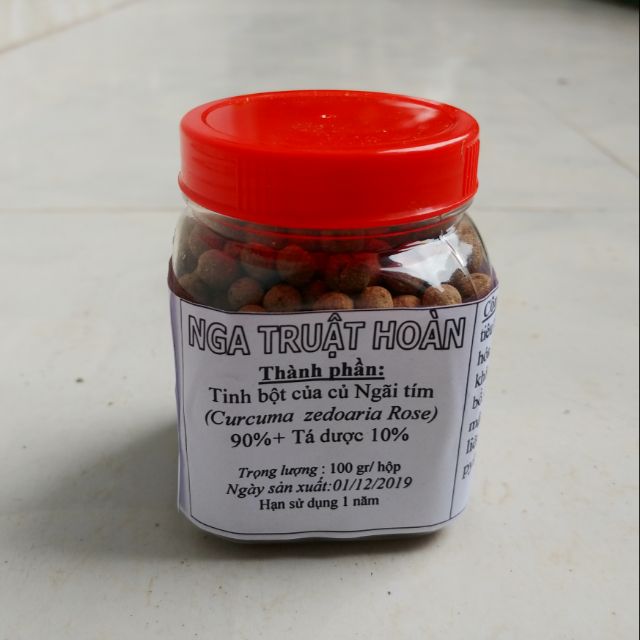 NGA TRUẬT HOÀN
Thành phần:
Tinh bột của củ Ngãi tím
(Curcuma zedoaria Rose)
90%+ Tá dược 10%
Trọng lượng : 100 gr/ hộp
Ngày sản xuất:01/12/2019
Hạn sử dụng 1 năm